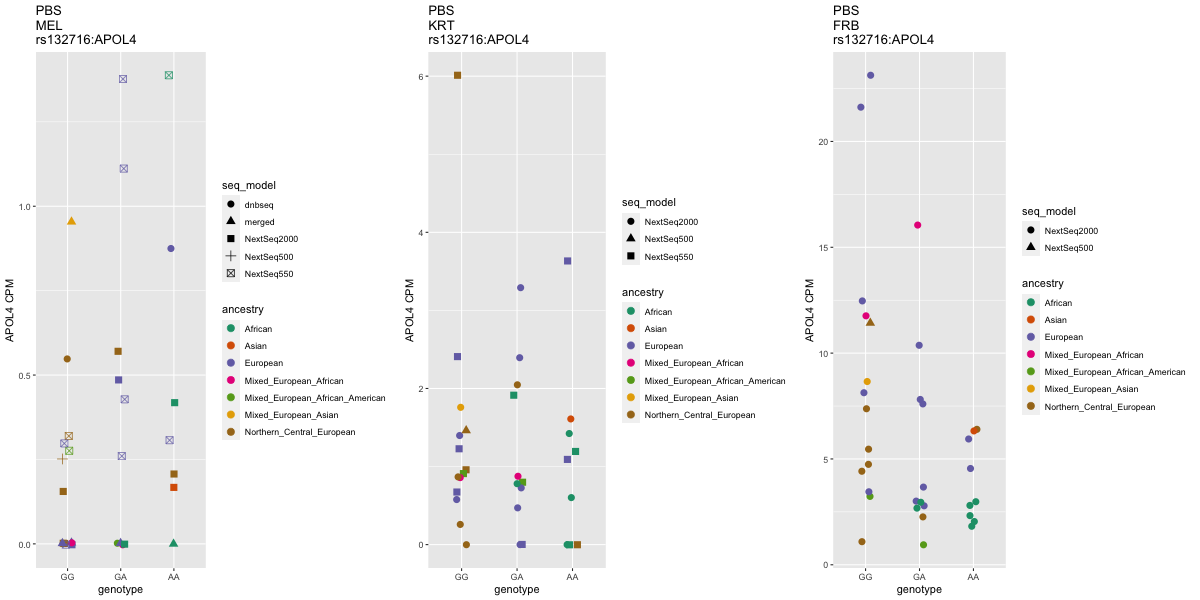 PBS
MEL
rs132716:APOL4
APOL4 CPM
1.0
0.5
0.0
GG
GA
AA
genotype
seq_model
dnbseq
merged
NextSeq2000
NextSeq500
NextSeq550
ancestry
African
Asian
European
Mixed_European_African
Mixed_European_African_American
Mixed_European_Asian
Northern_Central_European
PBS
KRT
rs132716:APOL4
APOL4 CPM
6
4
2
0
GG
GA
AA
genotype
seq_model
NextSeq2000
NextSeq500
NextSeq550
ancestry
African
Asian
European
Mixed_European_African
Mixed_European_African_American
Mixed_European_Asian
Northern_Central_European
PBS
FRB
rs132716:APOL4
APOL4 CPM
20
15
10
5
0
GG
GA
AA
genotype
seq_model
NextSeq2000
NextSeq500
ancestry
African
Asian
European
Mixed_European_African
Mixed_European_African_American
Mixed_European_Asian
Northern_Central_European